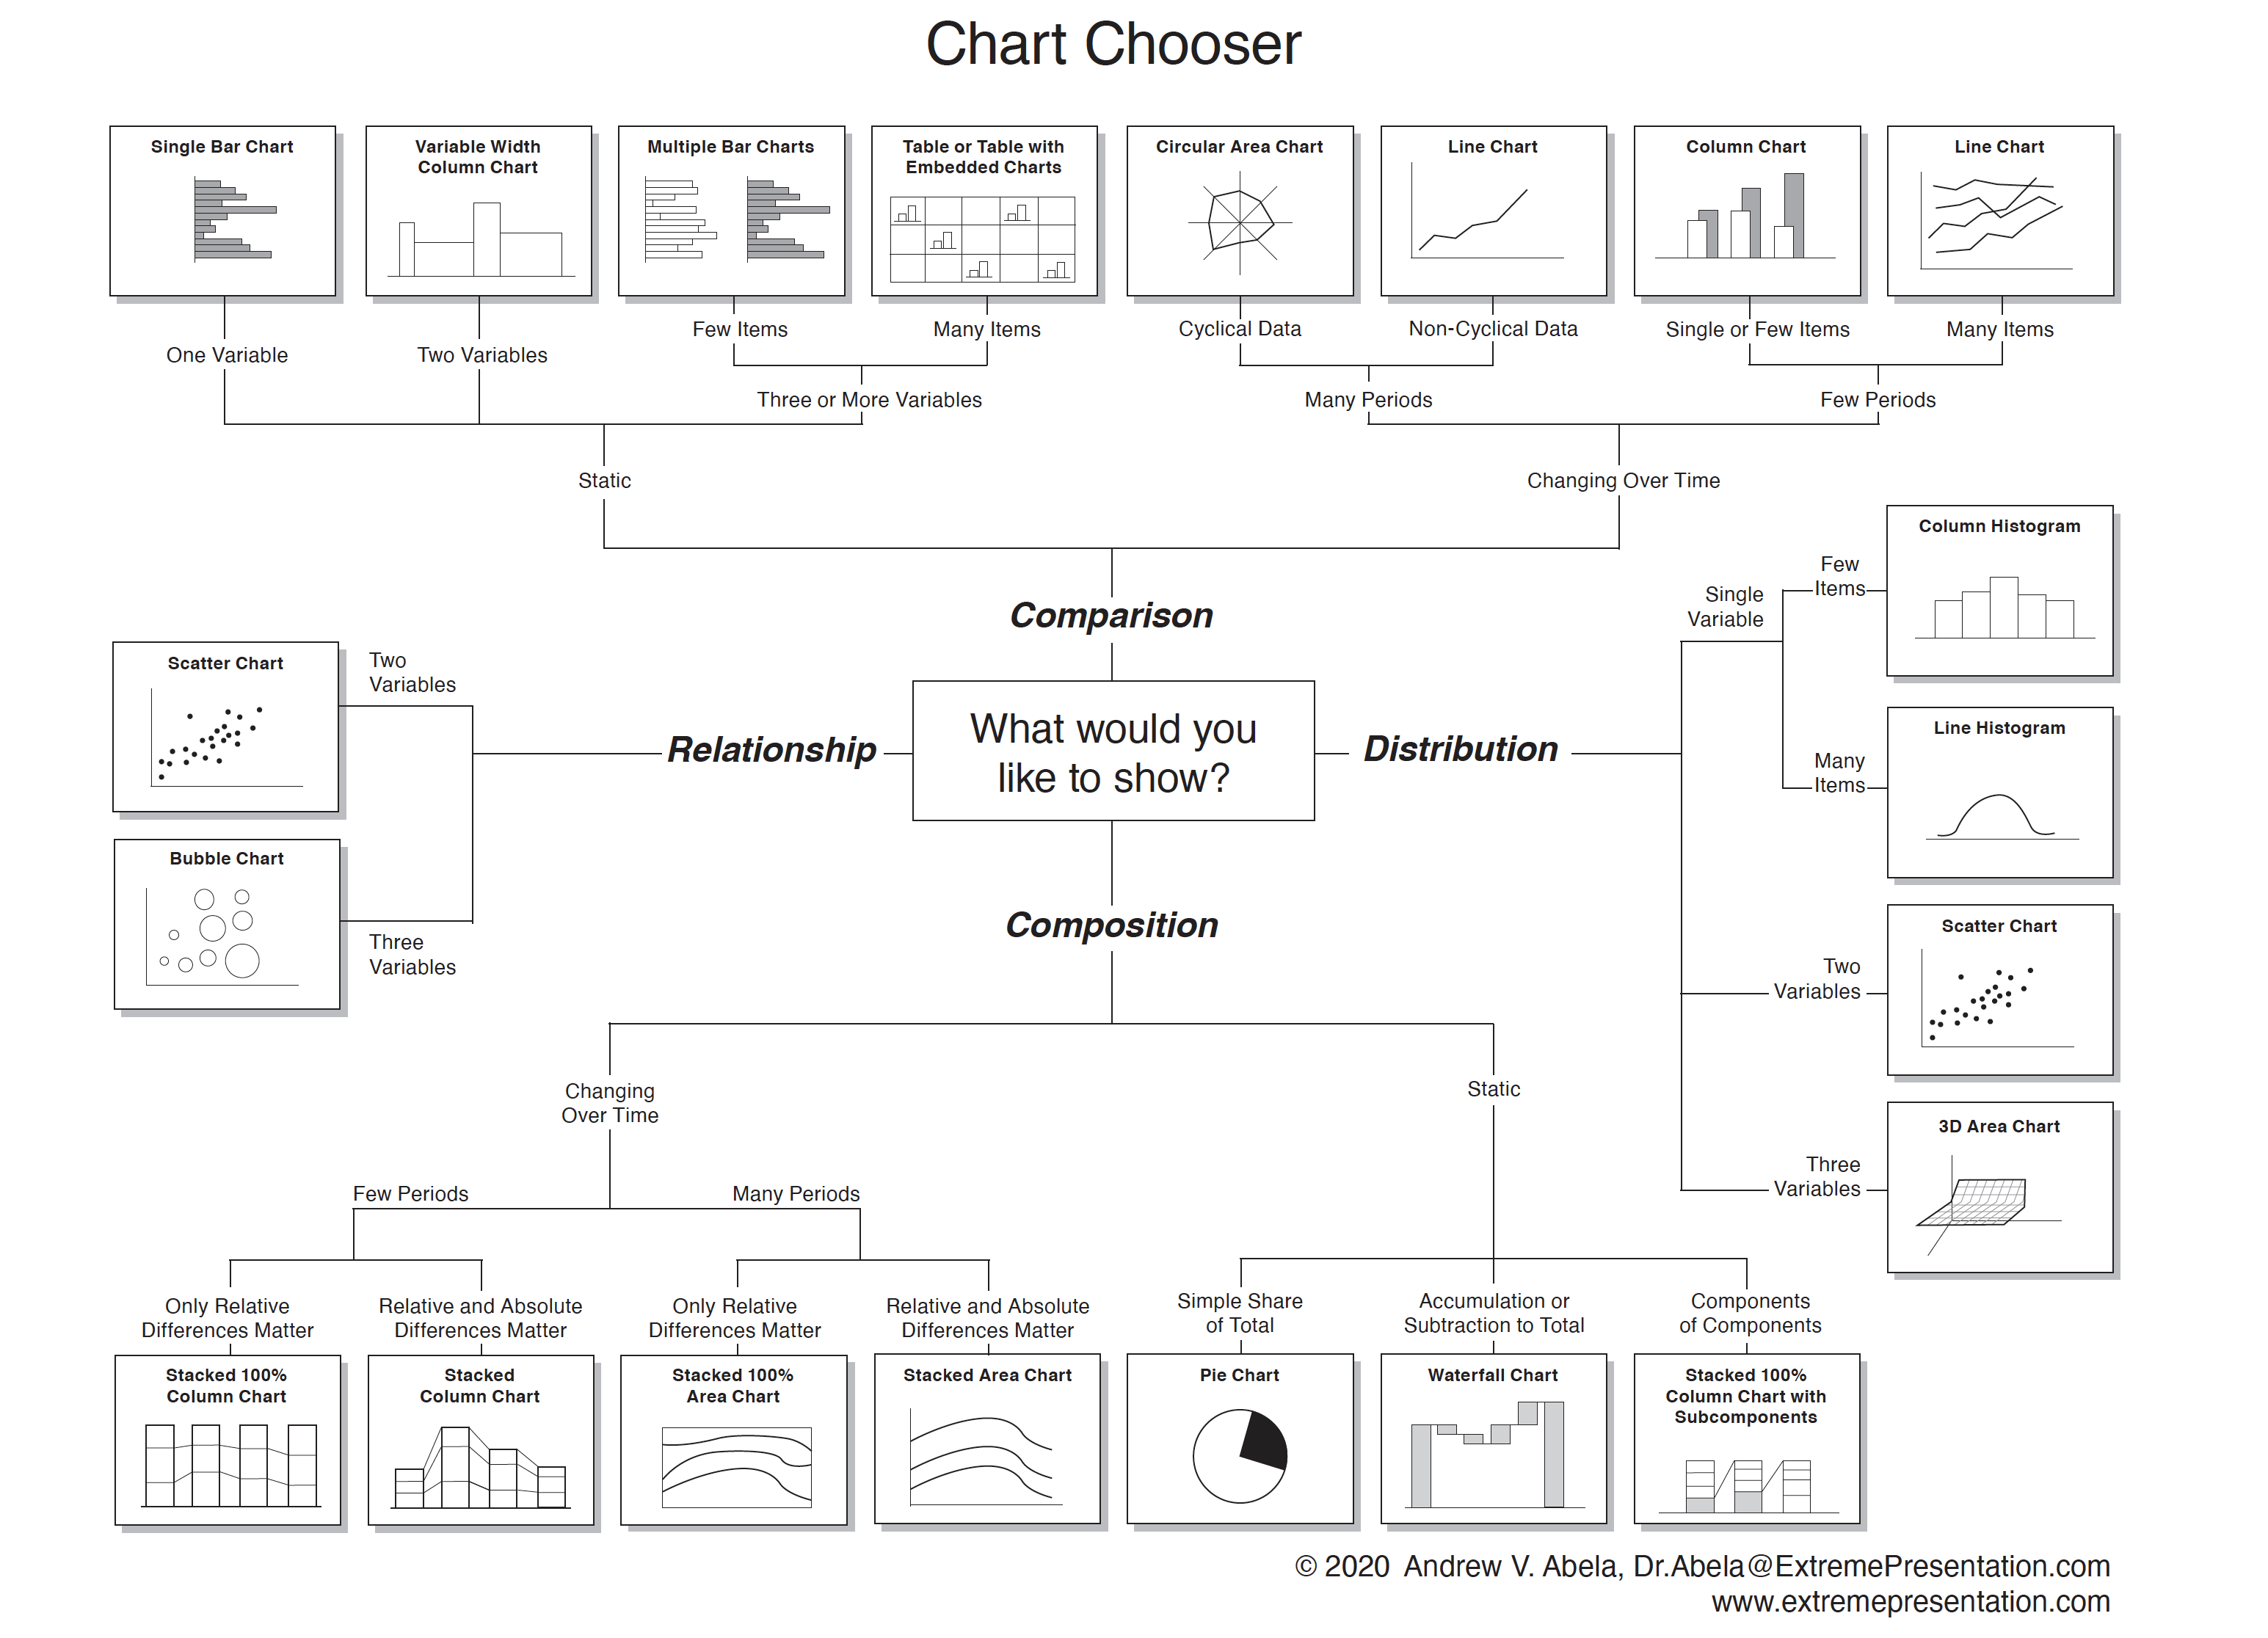 Chart Chooser
Single Bar Chart
Variable Width
Column Chart
Multiple Bar Charts
Table or Table with
Embedded Charts
Circular Area Chart
Line Chart
Column Chart
Line Chart
Few Items
Many Items
Cyclical Data
Non-Cyclical Data
Single or Few Items
Many Items
One Variable
Two Variables
Three or More Variables
Many Periods
Few Periods
Static
Changing Over Time
Comparison
Single
Variable
Few
Items
Column Histogram
Many
Items
Line Histogram
Scatter Chart
Two
Variables
Relationship
What would you
like to show?
Distribution
Bubble Chart
Three
Variables
Composition
Two
Variables
Scatter Chart
Three
Variables
3D Area Chart
Changing
Over Time
Static
Few Periods
Many Periods
Only Relative
Differences Matter
Relative and Absolute
Differences Matter
Only Relative
Differences Matter
Relative and Absolute
Differences Matter
Simple Share
of Total
Accumulation or
Subtraction to Total
Components
of Components
Stacked 100%
Column Chart
Stacked
Column Chart
Stacked 100%
Area Chart
Stacked Area Chart
Pie Chart
Waterfall Chart
Stacked 100%
Column Chart with
Subcomponents
© 2020 Andrew V. Abela, Dr.Abela@ExtremePresentation.com
www.extremepresentation.com